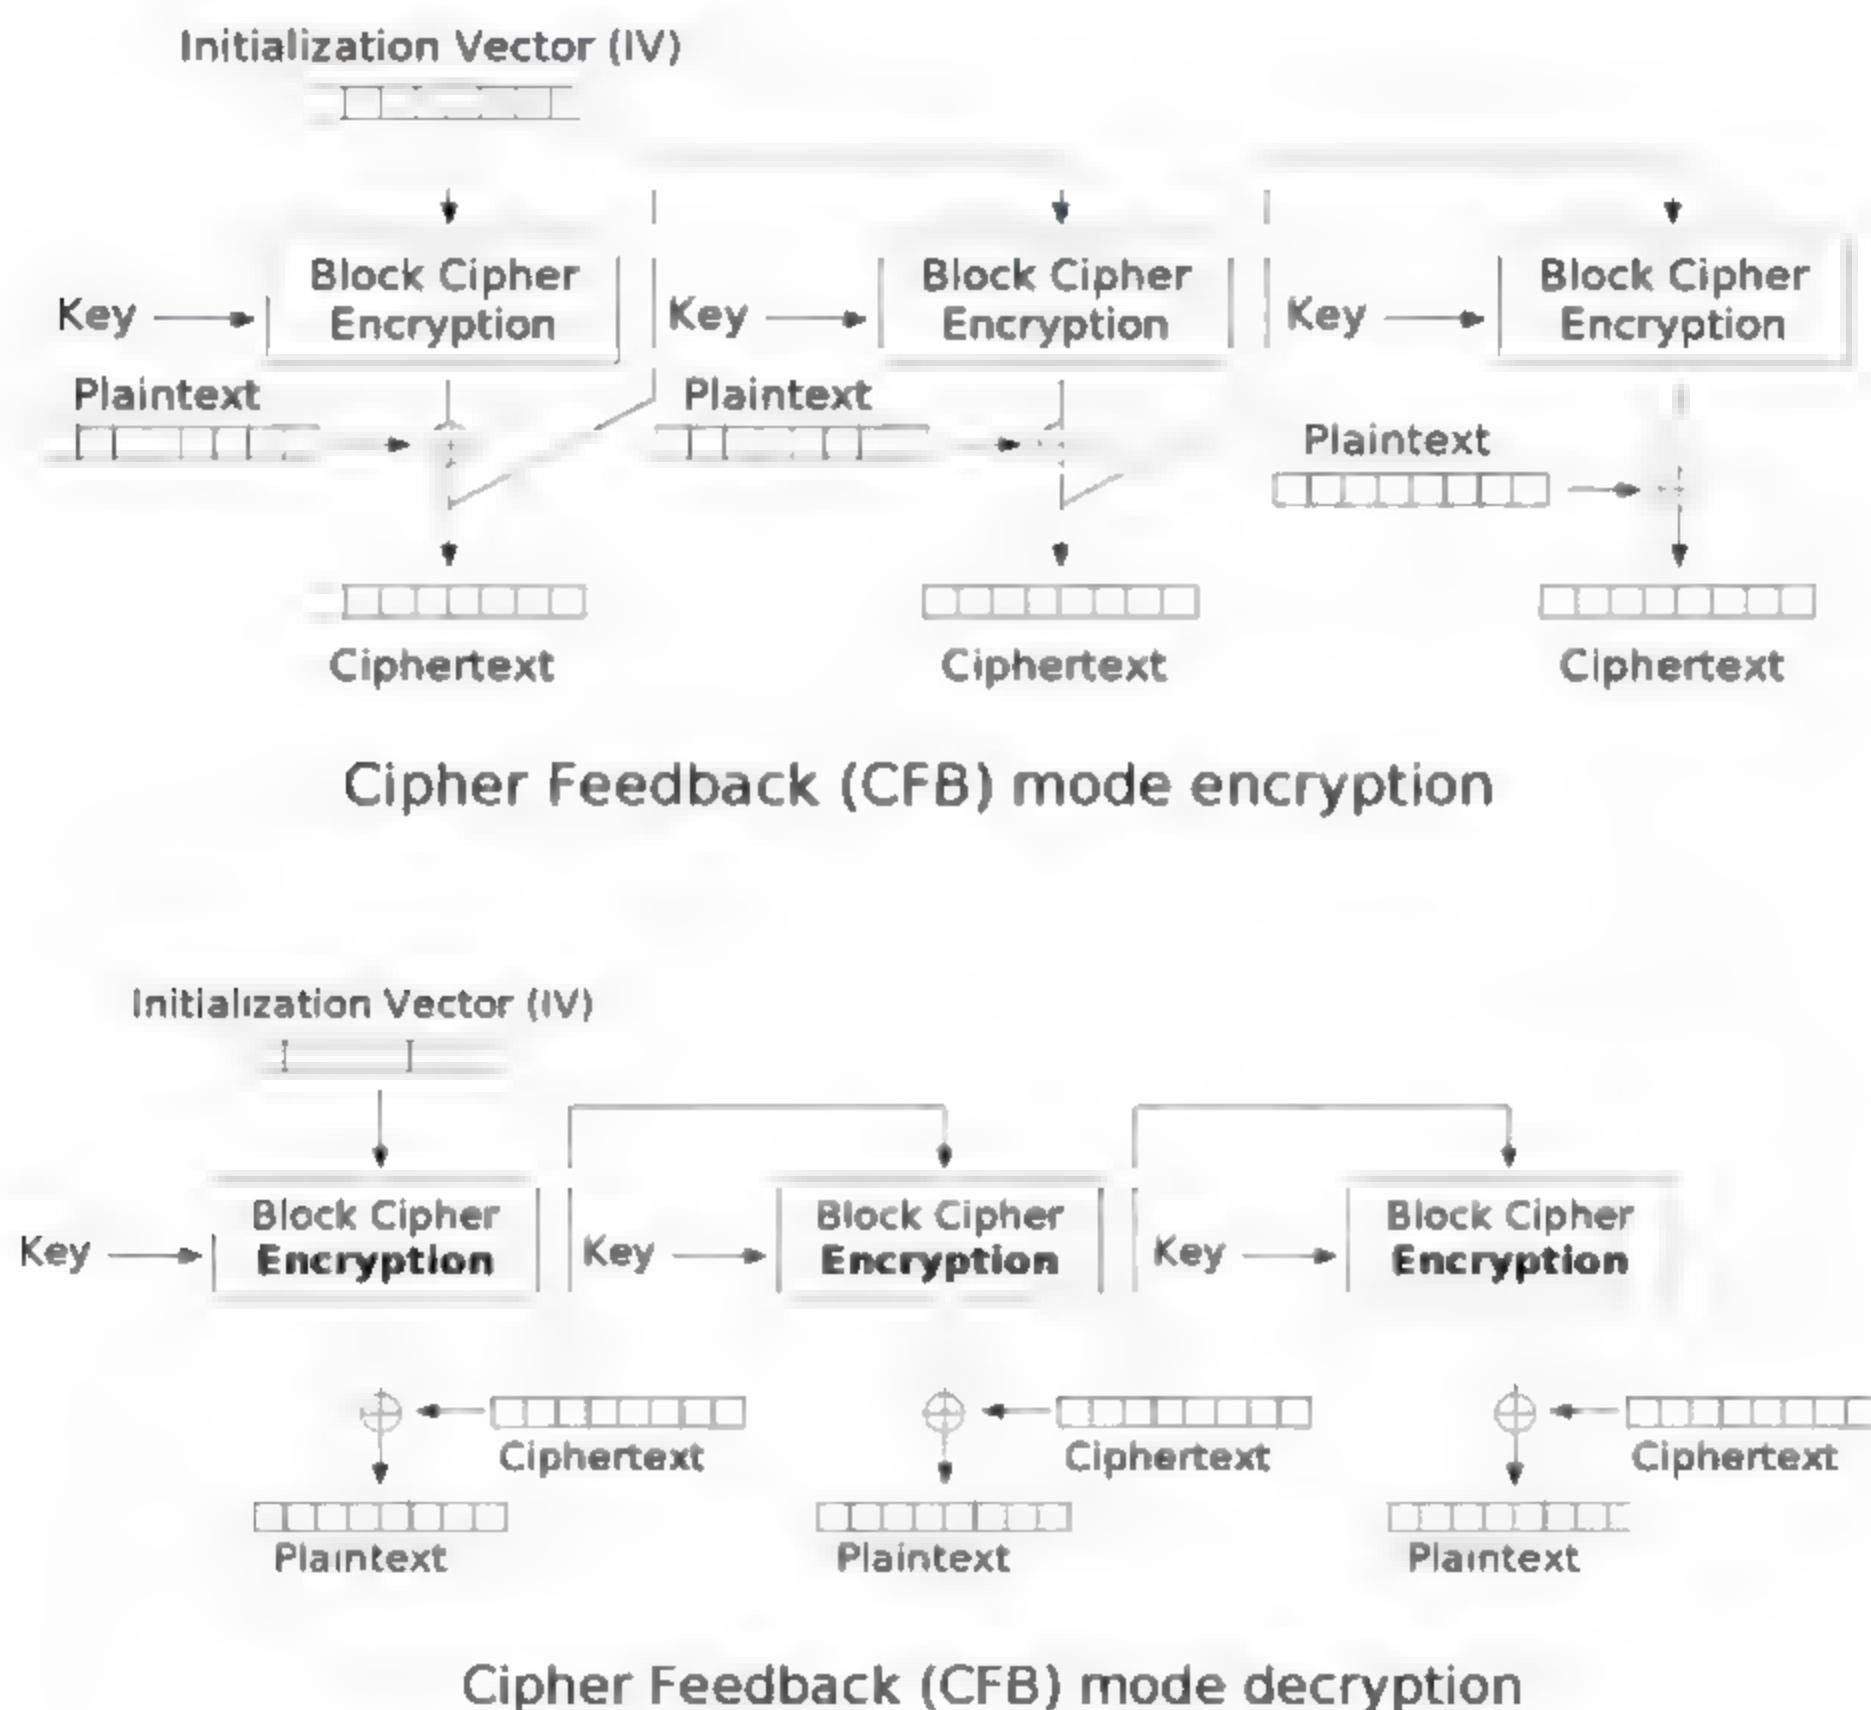 Initialization Vector (IV)
Block Cipher
Encryption
Block Cipher
Encryption
Block Cipher
Encryption
Key
Key
Key
Plaintext
Plaintext
Plaintext
Ciphertext
Ciphertext
Ciphertext
Cipher Feedback (CFB) mode encryption
Initialization Vector (IV)
Block Cipher
Encryption
Block Cipher
Encryption
Block Cipher
Encryption
Key
Key
Key
Ciphertext
Ciphertext
Ciphertext
Plaintext
Plaintext
Plaintext
Cipher Feedback (CFB) mode decryption